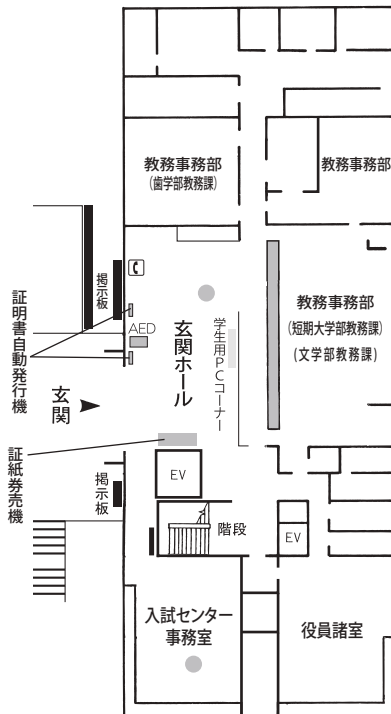 教務事務部
(歯学部教務課)
教務事務部
掲示板
証明書自動発行機
AED
玄関ホール
学生用PCコーナー
教務事務部
(短期大学部教務課)
(文学部教務課)
玄関
証紙券売機
掲示板
EV
階段
EV
入試センター
事務室
役員諸室